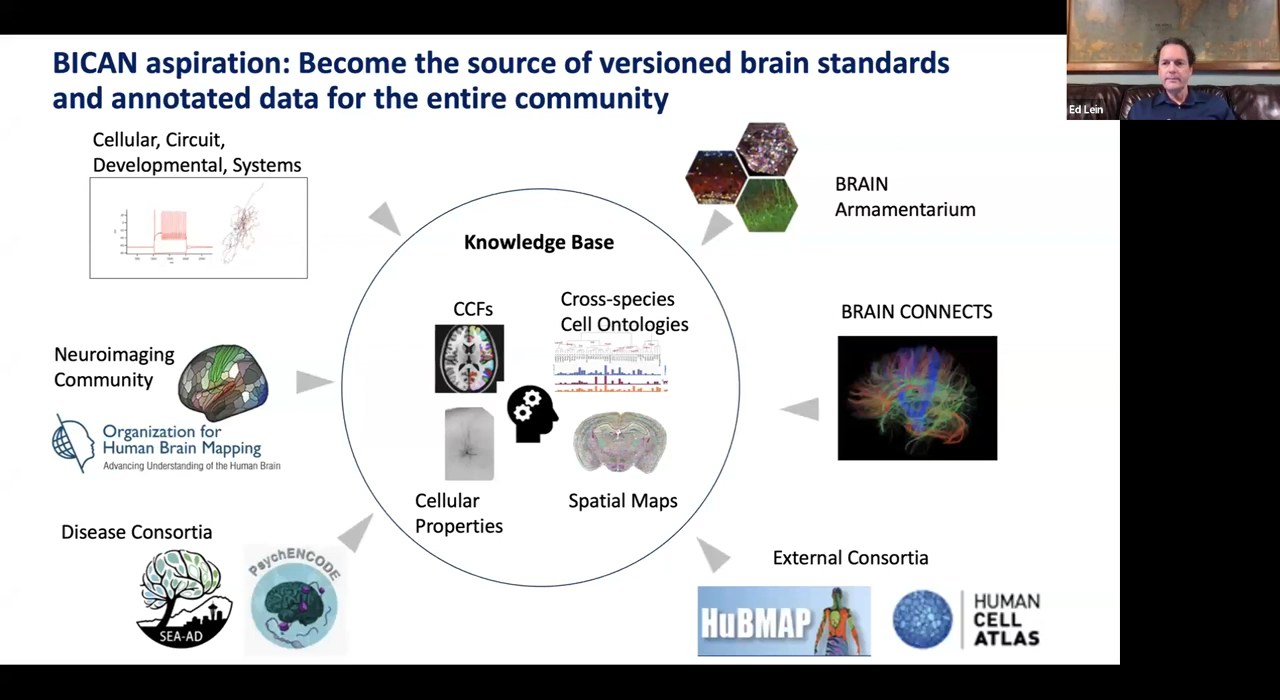 BICAN aspiration: Become the source of versioned brain standards
and annotated data for the entire community
Ed Lein
Cellular, Circuit,
Developmental, Systems
BRAIN
Armamentarium
Knowledge Base
CCFs
Cross-species
Cell Ontologies
BRAIN CONNECTS
Neuroimaging
Community
Organization for
Human Brain Mapping
Advancing Understanding of the Human Brain
Cellular
Properties
Spatial Maps
Disease Consortia
SEA-AD
PsychENCODE
External Consortia
HuBMAP
HUMAN
CELL
ATLAS